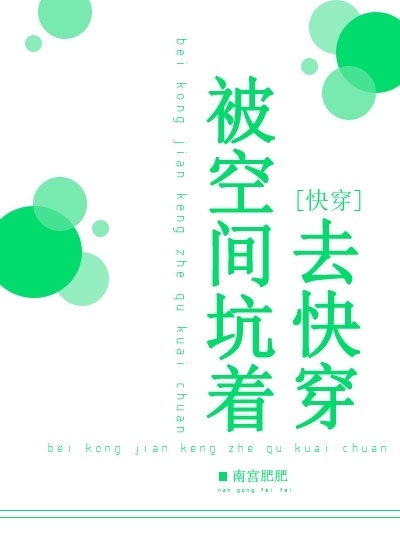 被空间坑着
[快穿]
去快穿
bei kong jian keng zhe qu kuai chuan
bei kong jian keng zhe qu kuai chuan
南宫肥肥
nan gong fei fei